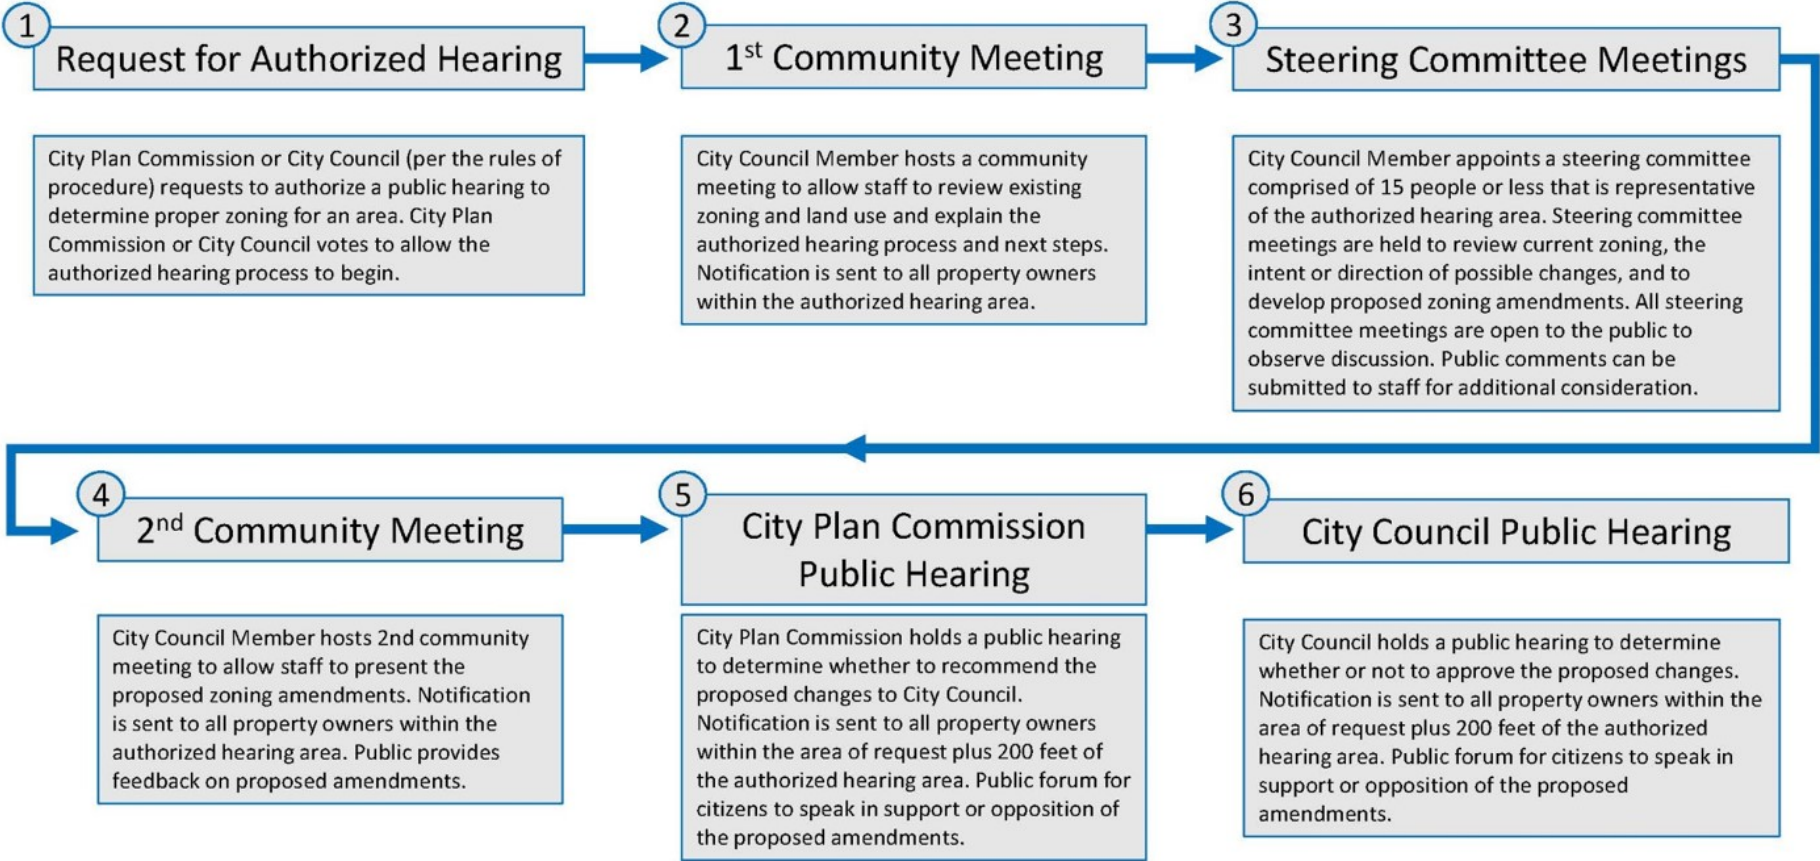 1
Request for Authorized Hearing
City Plan Commission or City Council (per the rules of
procedure) requests to authorize a public hearing to
determine proper zoning for an area. City Plan
Commission or City Council votes to allow the
authorized hearing process to begin.
2
1st Community Meeting
City Council Member hosts a community
meeting to allow staff to review existing
zoning and land use and explain the
authorized hearing process and next steps.
Notification is sent to all property owners
within the authorized hearing area.
3
Steering Committee Meetings
City Council Member appoints a steering committee
comprised of 15 people or less that is representative
of the authorized hearing area. Steering committee
meetings are held to review current zoning, the
intent or direction of possible changes, and to
develop proposed zoning amendments. All steering
committee meetings are open to the public to
observe discussion. Public comments can be
submitted to staff for additional consideration.
4
2nd Community Meeting
City Council Member hosts 2nd community
meeting to allow staff to present the
proposed zoning amendments. Notification
is sent to all property owners within the
authorized hearing area. Public provides
feedback on proposed amendments.
5
City Plan Commission
Public Hearing
City Plan Commission holds a public hearing
to determine whether to recommend the
proposed changes to City Council.
Notification is sent to all property owners
within the area of request plus 200 feet of
the authorized hearing area. Public forum for
citizens to speak in support or opposition of
the proposed amendments.
6
City Council Public Hearing
City Council holds a public hearing to determine
whether or not to approve the proposed changes.
Notification is sent to all property owners within the
area of request plus 200 feet of the authorized
hearing area. Public forum for citizens to speak in
support or opposition of the proposed
amendments.